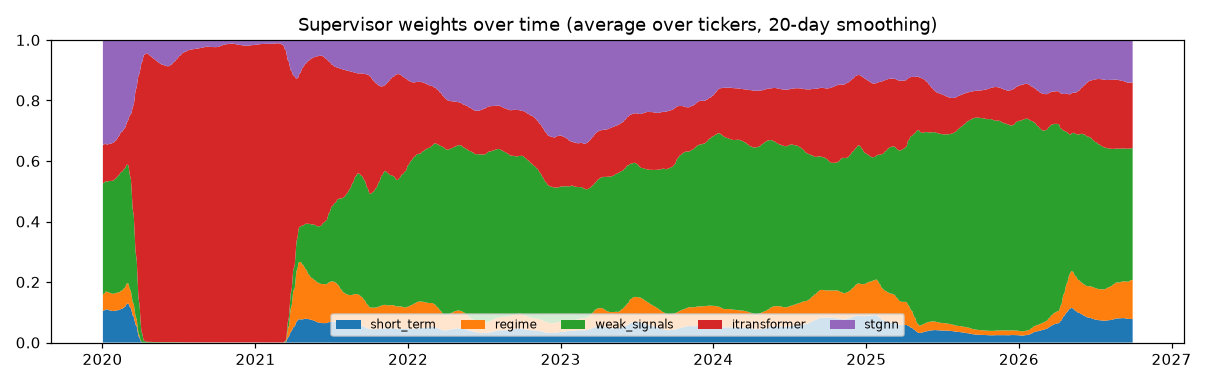 Supervisor weights over time (average over tickers, 20-day smoothing)
1.0
0.8
0.6
0.4
0.2
0.0
short_term regime weak_signals itransformer stgnn
2020 2021 2022 2023 2024 2025 2026 2027